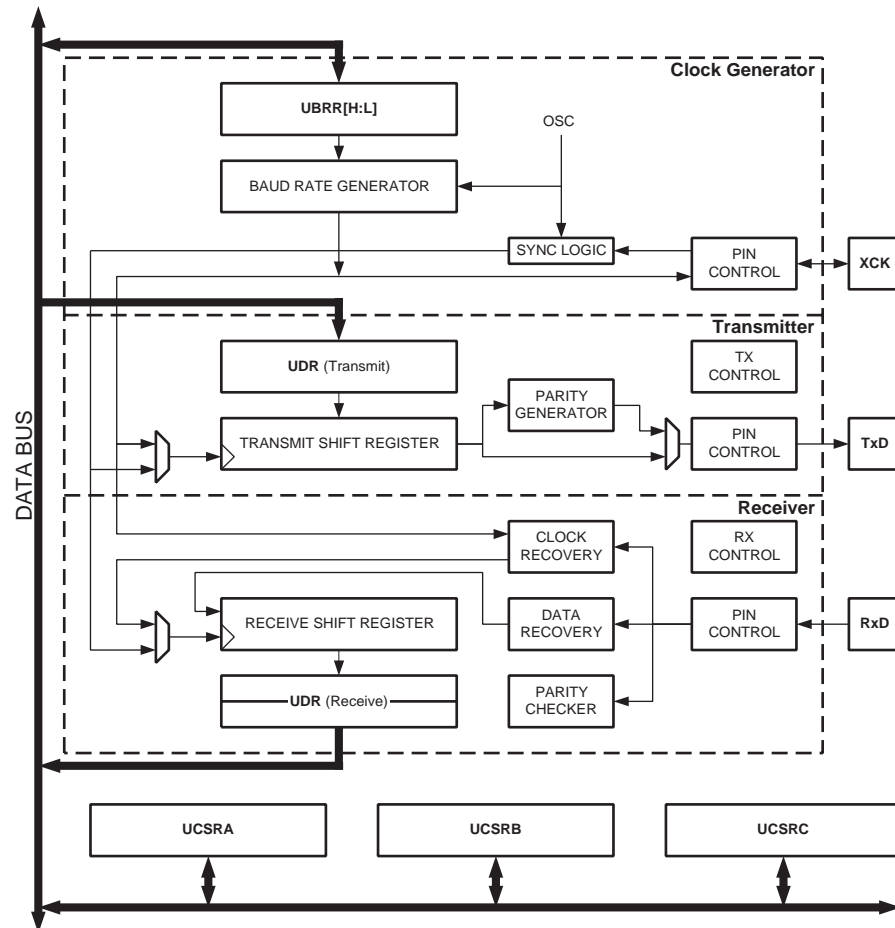 Clock Generator
UBRR[H:L]
OSC
BAUD RATE GENERATOR
SYNC LOGIC
PIN
CONTROL
XCK
Transmitter
UDR (Transmit)
TX
CONTROL
PARITY
GENERATOR
TRANSMIT SHIFT REGISTER
PIN
CONTROL
TxD
DATA BUS
Receiver
CLOCK
RECOVERY
RX
CONTROL
RECEIVE SHIFT REGISTER
DATA
RECOVERY
PIN
CONTROL
RxD
UDR (Receive)
PARITY
CHECKER
UCSRA
UCSRB
UCSRC